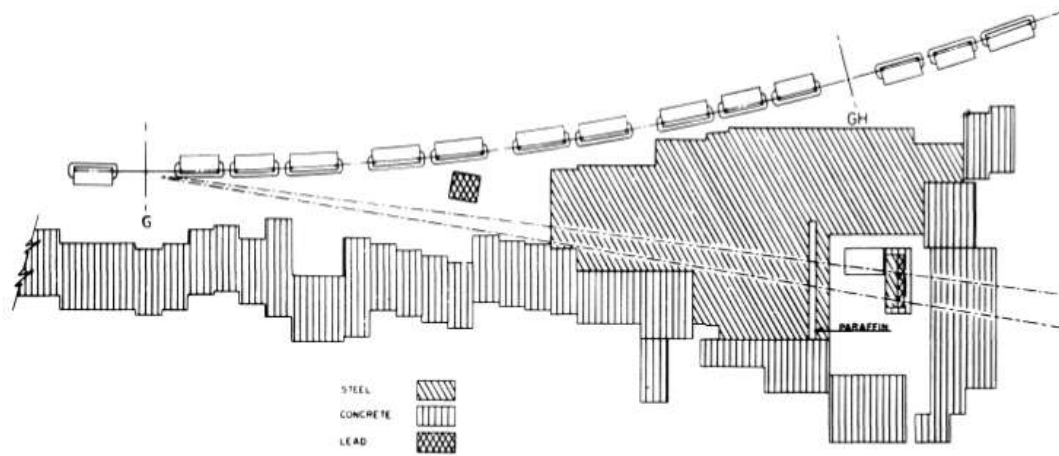 GH
G
PARAFFIN
STEEL
CONCRETE
LEAD